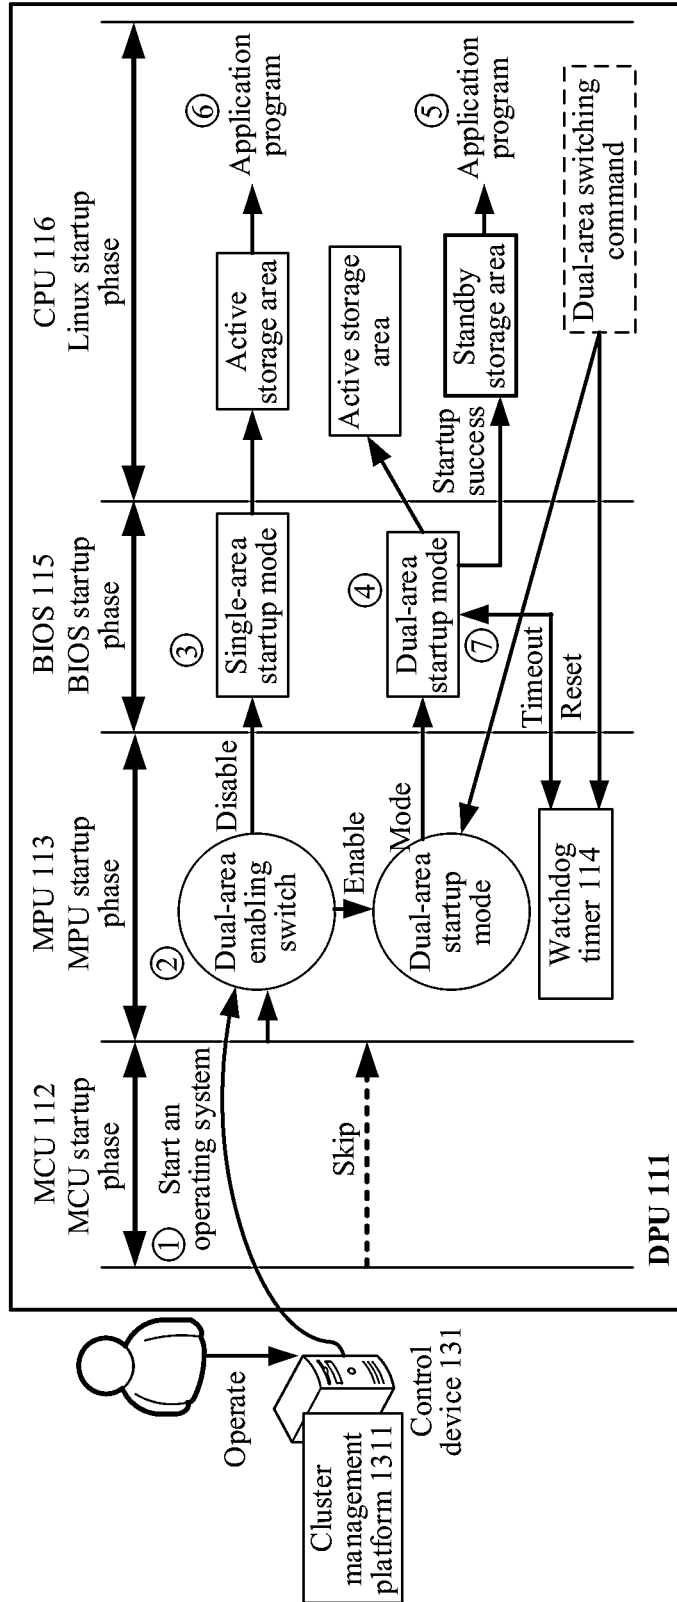 MCU 112
MCU startup
phase
MPU 113
MPU startup
phase
BIOS 115
BIOS startup
phase
CPU 116
Linux startup
phase
Operate
Cluster
management
platform 1311
Control
device 131
① Start an
operating system
Skip
②
Dual-area
enabling
switch
Disable
Enable
Dual-area
startup
mode
Mode
Watchdog
timer 114
③
Single-area
startup mode
④
Dual-area
startup mode
⑦
Timeout
Reset
Active
storage area
⑥
Application
program
Active storage
area
Startup
success
Standby
storage area
⑤
Application
program
Dual-area switching
command
DPU 111